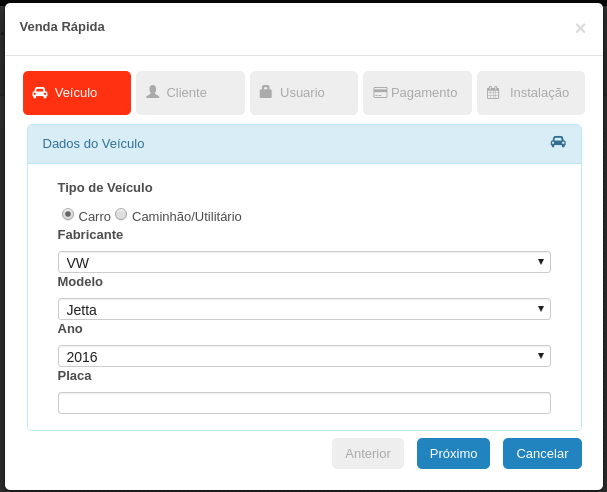 Venda Rápida ×
Veículo Cliente Usuario Pagamento Instalação
Dados do Veículo
Tipo de Veículo
Carro Caminhão/Utilitário
Fabricante
VW
Modelo
Jetta
Ano
2016
Placa
Anterior Próximo Cancelar